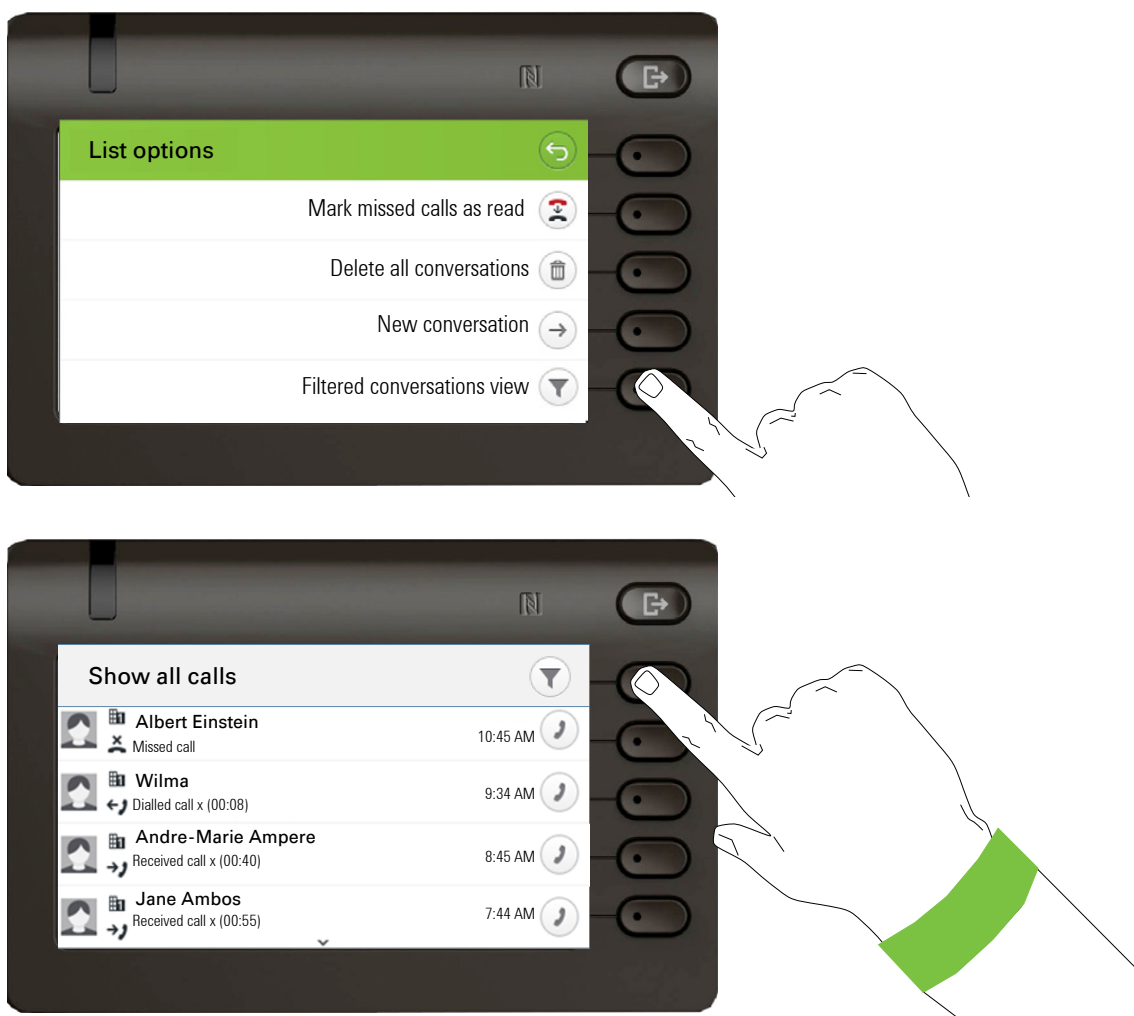 List options
Mark missed calls as read
Delete all conversations
New conversation
Filtered conversations view
Show all calls
Albert Einstein
Missed call
10:45 AM
Wilma
Dialled call x (00:08)
9:34 AM
Andre-Marie Ampere
Received call x (00:40)
8:45 AM
Jane Ambos
Received call x (00:55)
7:44 AM